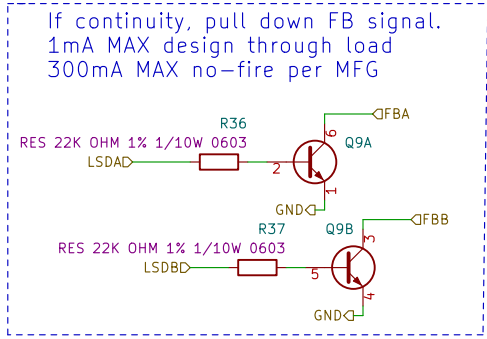 If continuity, pull down FB signal.
1mA MAX design through load
300mA MAX no-fire per MFG
FBA
R36
6
RES 22K OHM 1% 1/10W 0603
Q9A
LSDA
2
1
GND
R37
Q9B
FBB
3
RES 22K OHM 1% 1/10W 0603
LSDB
5
4
GND